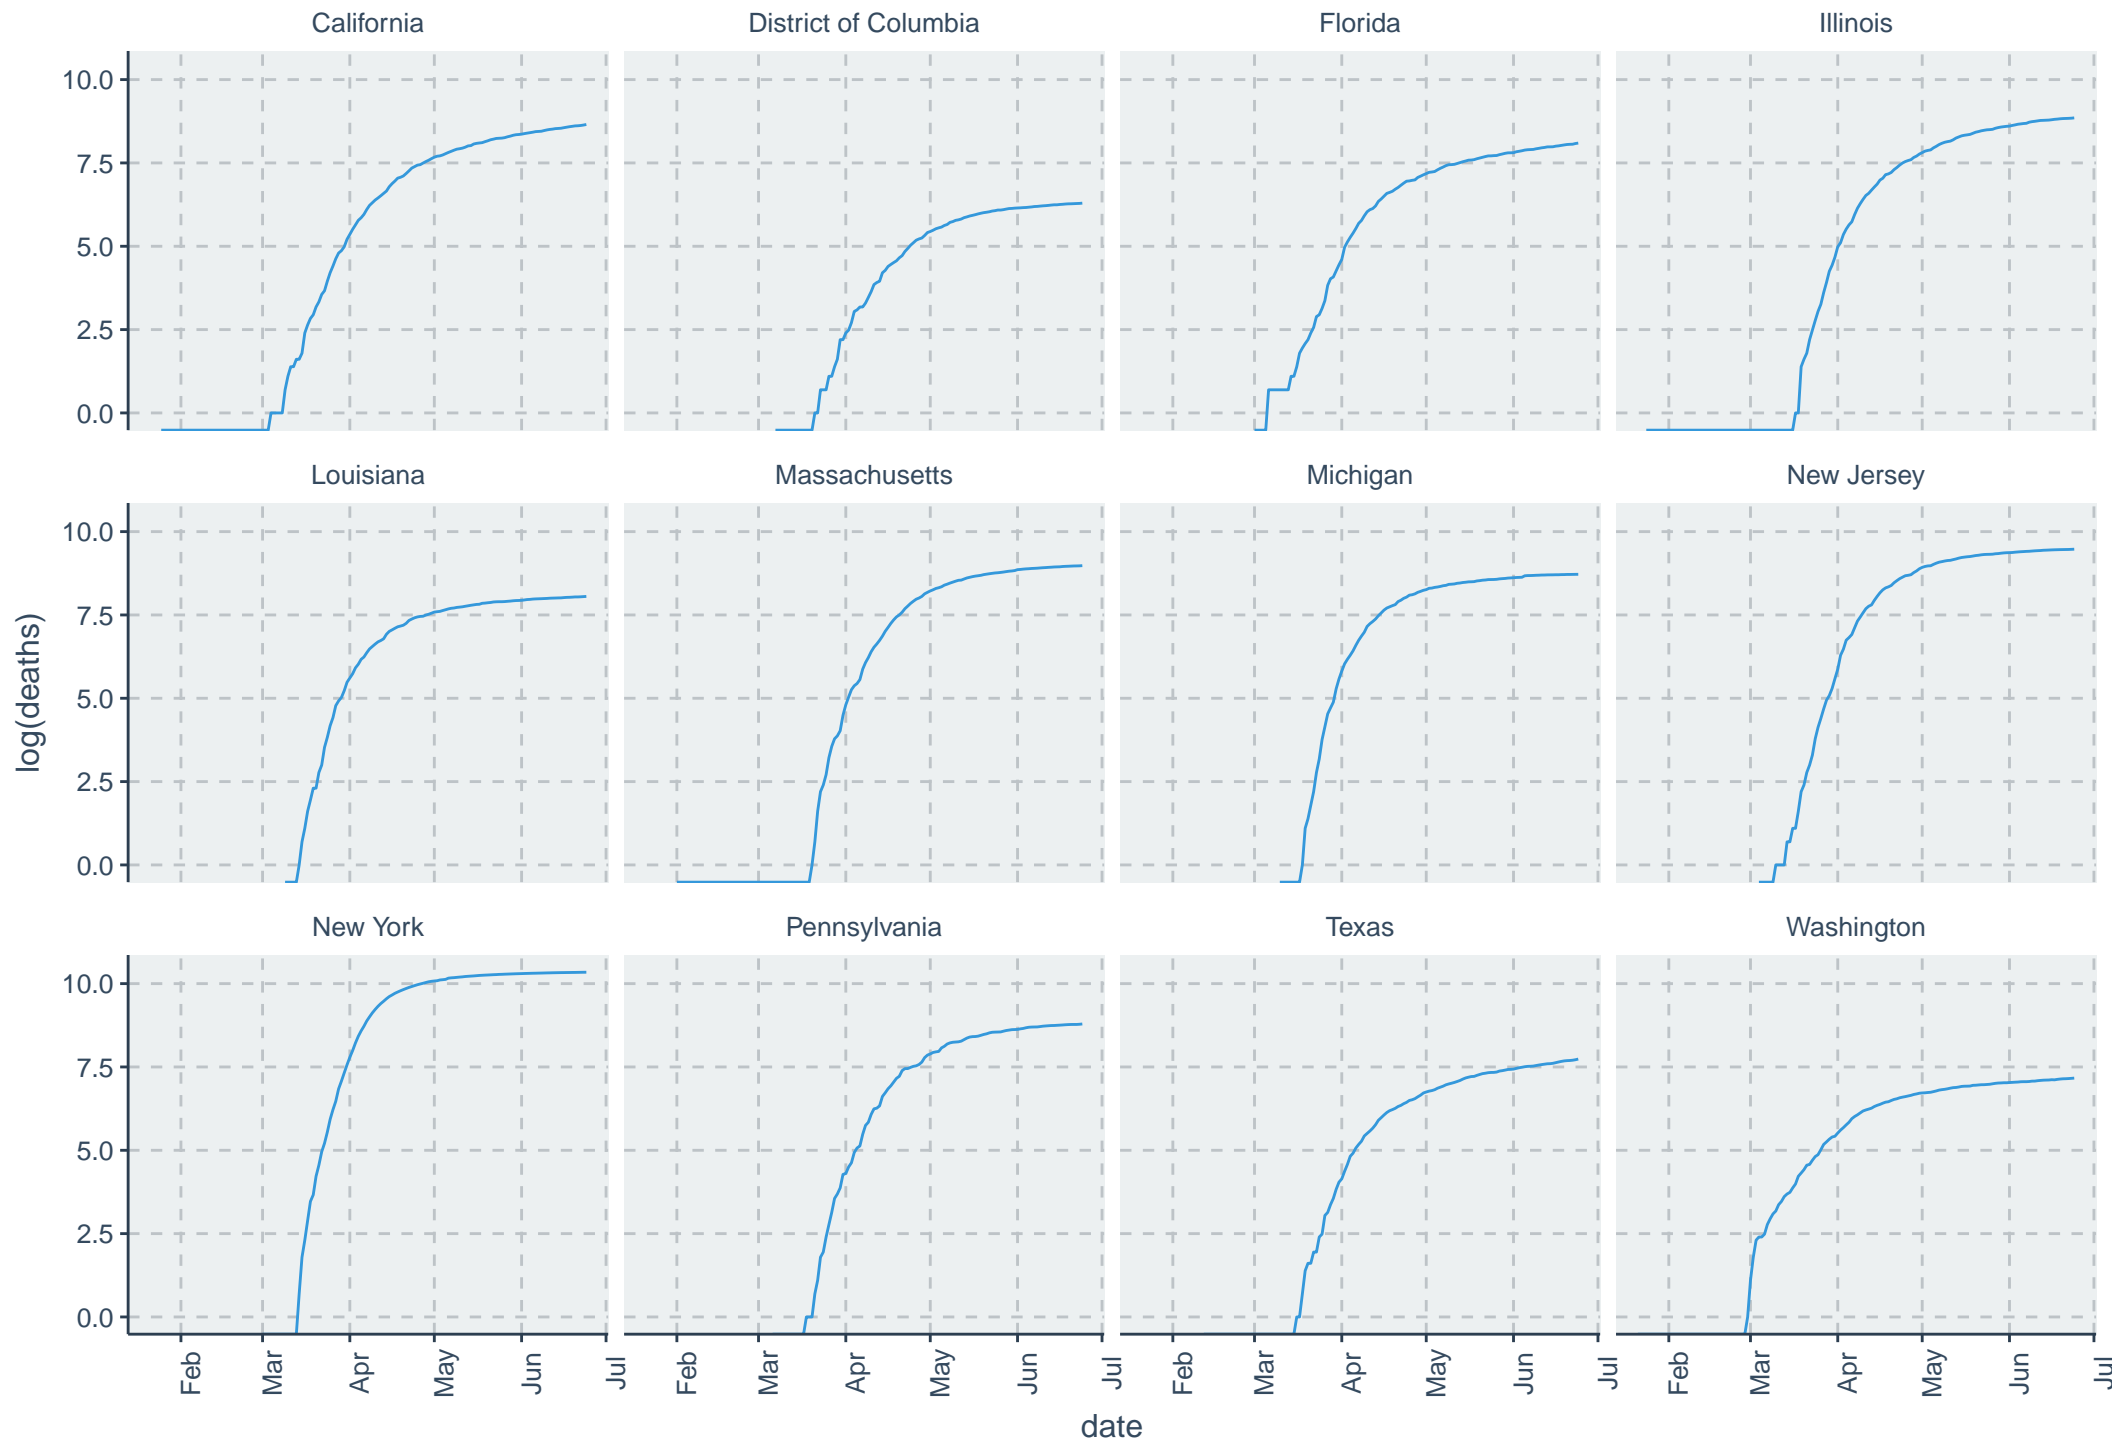 California District of Columbia Florida Illinois
10.0
7.5
5.0
2.5
0.0
Louisiana Massachusetts Michigan New Jersey
10.0
7.5
5.0
2.5
0.0
log(deaths)
New York Pennsylvania Texas Washington
10.0
7.5
5.0
2.5
0.0
Feb Mar Apr May Jun Jul Feb Mar Apr May Jun Jul Feb Mar Apr May Jun Jul Feb Mar Apr May Jun Jul
date